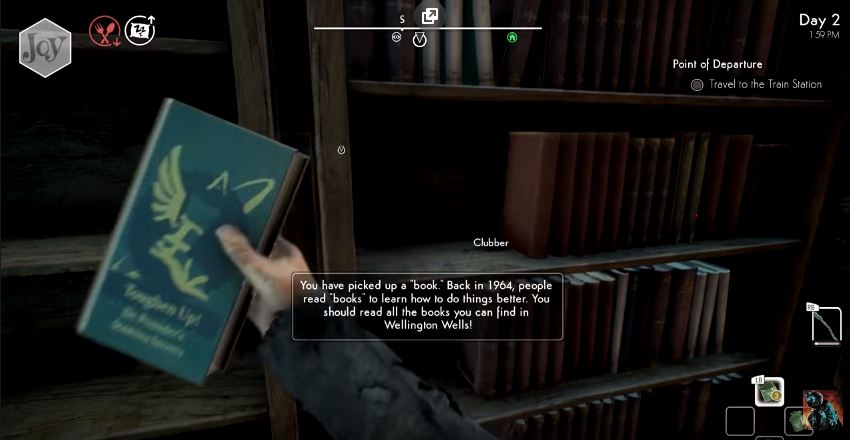 S
Day 2
1:59 PM
Joy
Point of Departure
Travel to the Train Station
Clubber
You have picked up a "book." Back in 1964, people
read "books" to learn how to do things better. You
should read all the books you can find in
Wellington Wells!
Toughen Up!
RB
LB